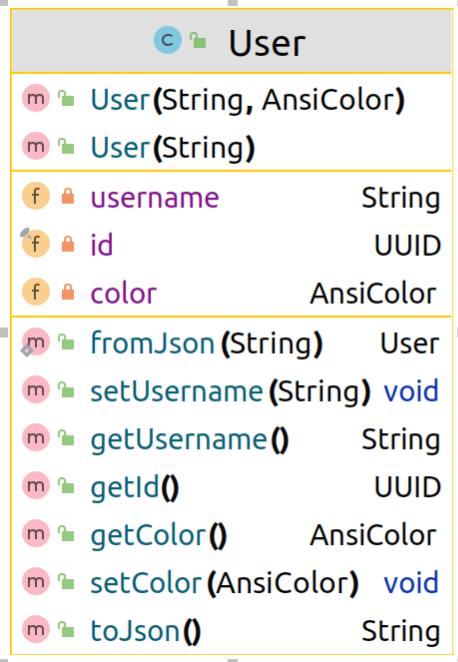 C User
m User(String, AnsiColor)
m User(String)
f username String
f id UUID
f color AnsiColor
m fromJson(String) User
m setUsername(String) void
m getUsername() String
m getId() UUID
m getColor() AnsiColor
m setColor(AnsiColor) void
m toJson() String